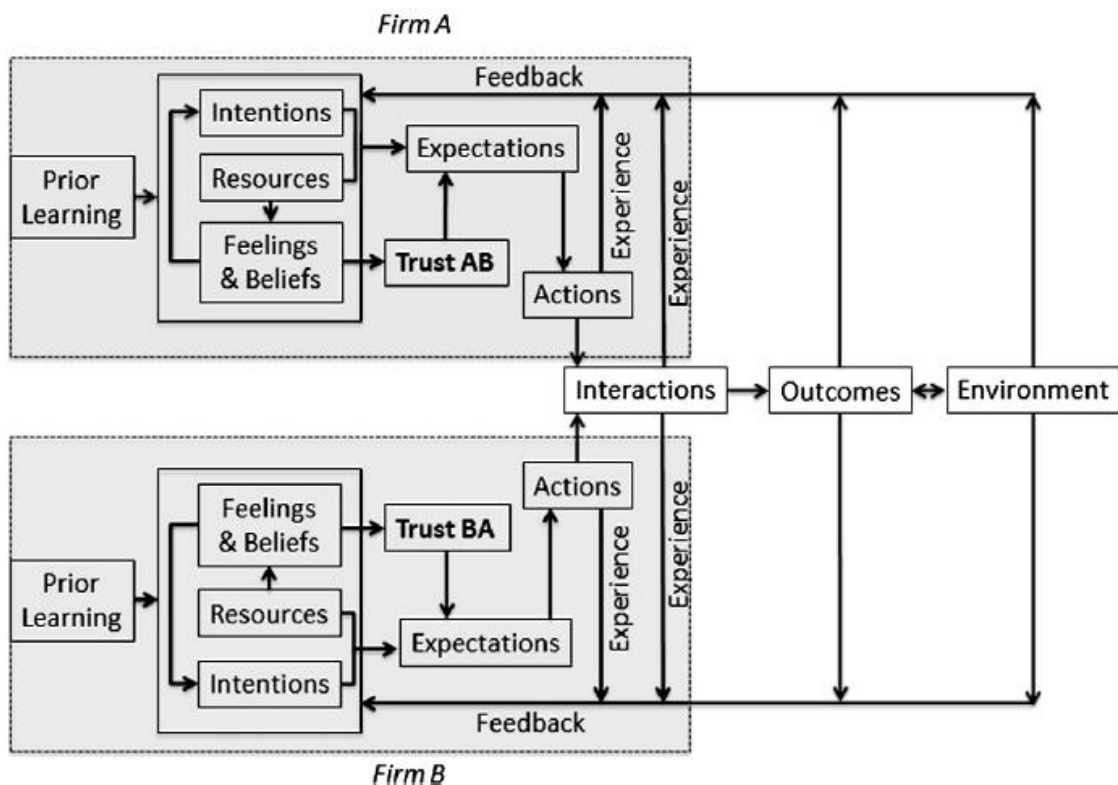 Firm A
Feedback
Intentions
Expectations
Prior
Learning
Resources
Feelings
& Beliefs
Trust AB
Actions
Experience
Experience
Interactions
Outcomes
Environment
Actions
Experience
Experience
Feelings
& Beliefs
Trust BA
Prior
Learning
Resources
Expectations
Intentions
Feedback
Firm B